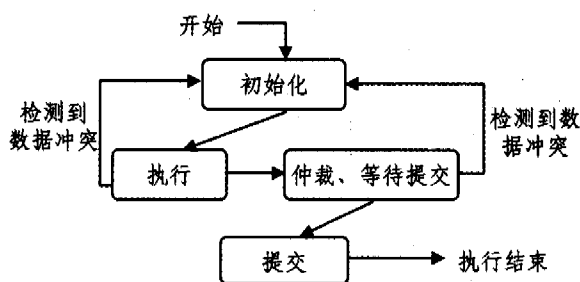 开始
初始化
检测到
数据冲突
检测到数
据冲突
执行
仲裁、等待提交
提交
执行结束